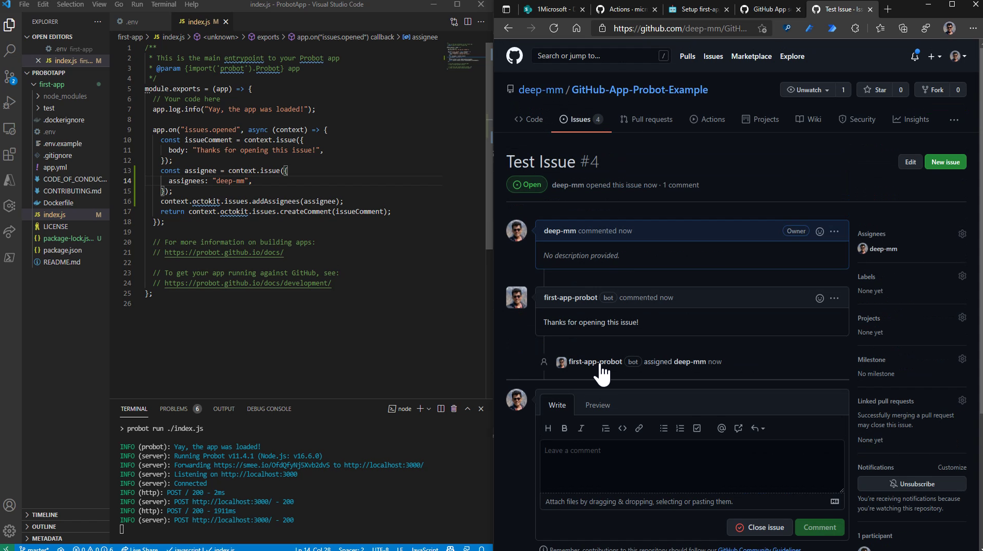 File Edit Selection View Go Run Terminal Help
index.js - ProbotApp - Visual Studio Code
EXPLORER
OPEN EDITORS
.env first-app
index.js firs... M
PROBOTAPP
first-app
node_modules
test
.dockerignore
.env
.env.example
.gitignore
app.yml
CODE_OF_CONDUC...
CONTRIBUTING.md
Dockerfile
index.js M
LICENSE
package-lock.js... U
package.json
README.md
TIMELINE
OUTLINE
METADATA
.env
index.js M
first-app > index.js > <unknown> > exports > app.on("issues.opened") callback > assignee
1 /**
2 * This is the main entrypoint to your Probot app
3 * @param {import('probot').Probot} app
4 */
5 module.exports = (app) => {
6 // Your code here
7 app.log.info("Yay, the app was loaded!");
8
9 app.on("issues.opened", async (context) => {
10 const issueComment = context.issue({
11 body: "Thanks for opening this issue!",
12 });
13 const assignee = context.issue({
14 assignees: "deep-mm",
15 });
16 context.octokit.issues.addAssignees(assignee);
17 return context.octokit.issues.createComment(issueComment);
18 });
19
20 // For more information on building apps:
21 // https://probot.github.io/docs/
22
23 // To get your app running against GitHub, see:
24 // https://probot.github.io/docs/development/
25 };
26
TERMINAL PROBLEMS 6 OUTPUT DEBUG CONSOLE
node
> probot run ./index.js
INFO (probot): Yay, the app was loaded!
INFO (server): Running Probot v11.4.1 (Node.js: v16.6.0)
INFO (server): Forwarding https://smee.io/OfdQfyNjSXvb2dvS to http://localhost:3000/
INFO (server): Listening on http://localhost:3000
INFO (server): Connected
INFO (http): POST / 200 - 2ms
INFO (server): POST http://localhost:3000/ - 200
INFO (http): POST / 200 - 1911ms
INFO (server): POST http://localhost:3000/ - 200
master*
Live Share
javascript
index.js
Ln 14, Col 28
Spaces: 2
UTF-8
LF
JavaScript
1Microsoft - C
Actions · micr
Setup first-ap
GitHub App x
Test Issue · Iss
https://github.com/deep-mm/GitH...
Search or jump to... /
Pulls Issues Marketplace Explore
deep-mm / GitHub-App-Probot-Example
Unwatch 1
Star 0
Fork 0
Code Issues 4 Pull requests Actions Projects Wiki Security Insights
Test Issue #4
Edit New issue
Open deep-mm opened this issue now · 1 comment
deep-mm commented now Owner
No description provided.
first-app-probot bot commented now
Thanks for opening this issue!
first-app-probot bot assigned deep-mm now
Write Preview
Leave a comment
Attach files by dragging & dropping, selecting or pasting them.
Close issue Comment
Remember, contributions to this repository should follow our GitHub Community Guidelines.
Assignees
deep-mm
Labels
None yet
Projects
None yet
Milestone
No milestone
Linked pull requests
Successfully merging a pull request
may close this issue.
None yet
Notifications Customize
Unsubscribe
You're receiving notifications because
you're watching this repository.
1 participant